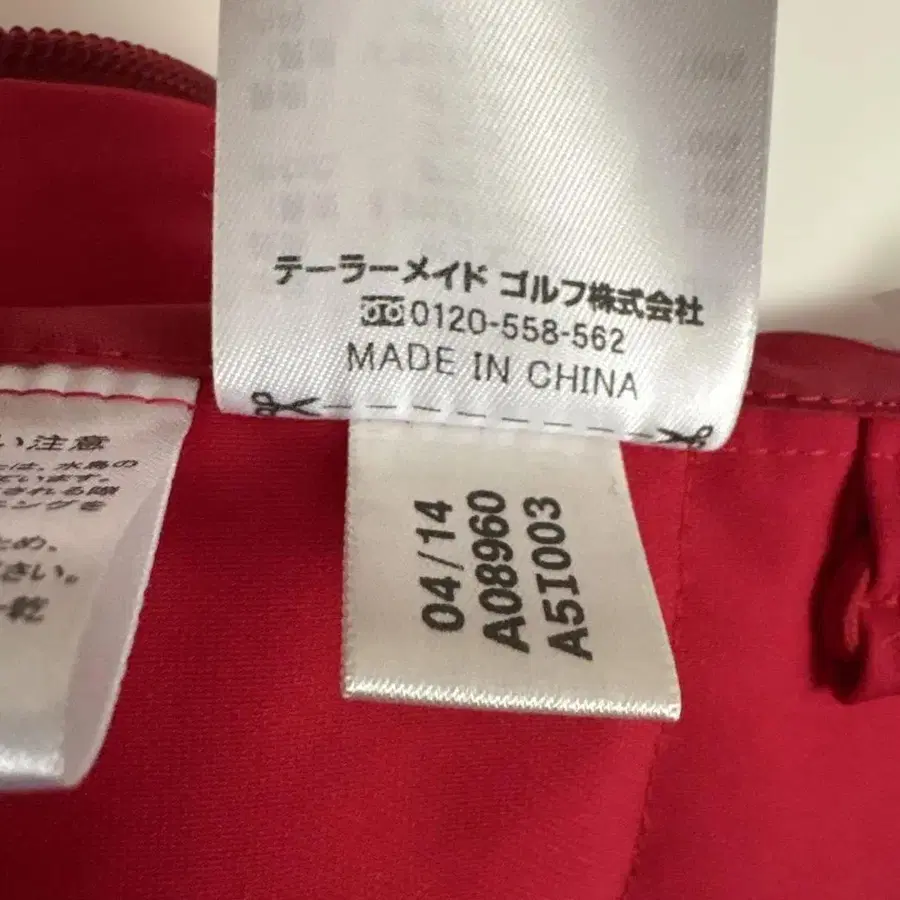 テーラーメイド ゴルフ株式会社
0120-558-562
MADE IN CHINA
い注意
は、水鳥の
ています。
される際
ニングを
ため、
さい。
乾
04/14
A08960
A5I003